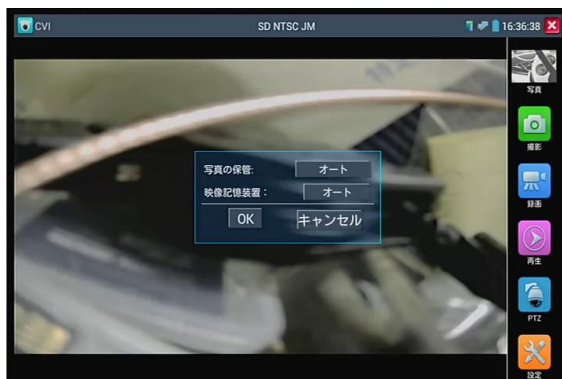 CVI
SD NTSC JM
16:36:38
写真の保管:
オート
映像記憶装置:
オート
OK
キャンセル
写真
撮影
録画
再生
PTZ
設定